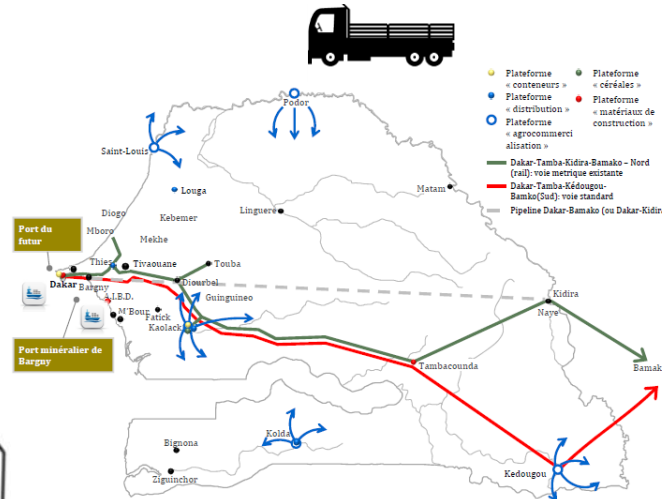 Plateforme
« conteneurs »
Plateforme
« céréales »
Plateforme
« distribution »
Plateforme
« matériaux de
construction »
Plateforme
« agrocommerci
alisation »
Dakar-Tamba-Kidira-Bamako – Nord
(rail): voie metrique existante
Dakar-Tamba-Kédougou-
Bamko(Sud): voie standard
Pipeline Dakar-Bamako (ou Dakar-Kidira
Podor
Saint-Louis
Louga
Matam
Linguere
Diogo
Kebemer
Mboro
Mekhe
Port du
futur
Thies
Tivaouane
Touba
Dakar
Bargny
Diourbel
A.I.B.D.
Guinguineo
Kidira
Naye
M'Bour
Fatick
Kaolack
Port minéralier de
Bargny
Tambacounda
Bamak
Kolda
Bignona
Ziguinchor
Kedougou